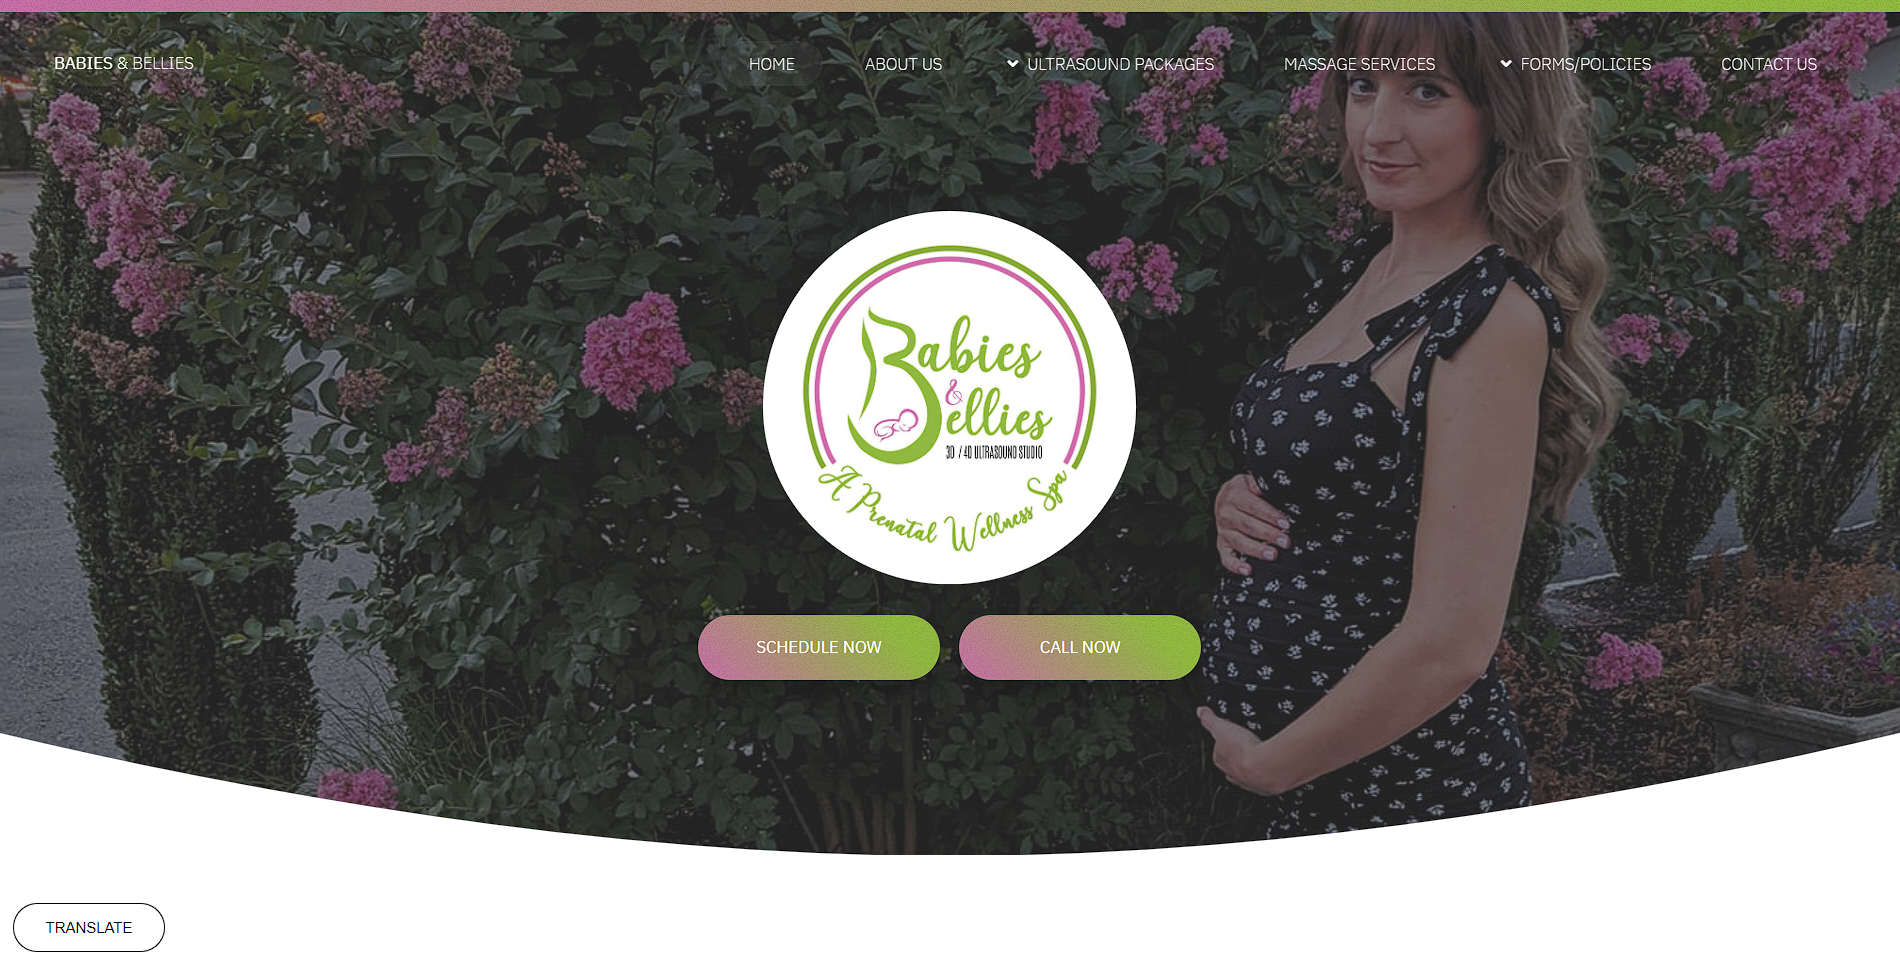 BABIES & BELLIES
HOME
ABOUT US
ULTRASOUND PACKAGES
MASSAGE SERVICES
FORMS/POLICIES
CONTACT US
Babies
&
Bellies
3D / 4D ULTRASOUND STUDIO
A Prenatal Wellness Spa
SCHEDULE NOW
CALL NOW
TRANSLATE